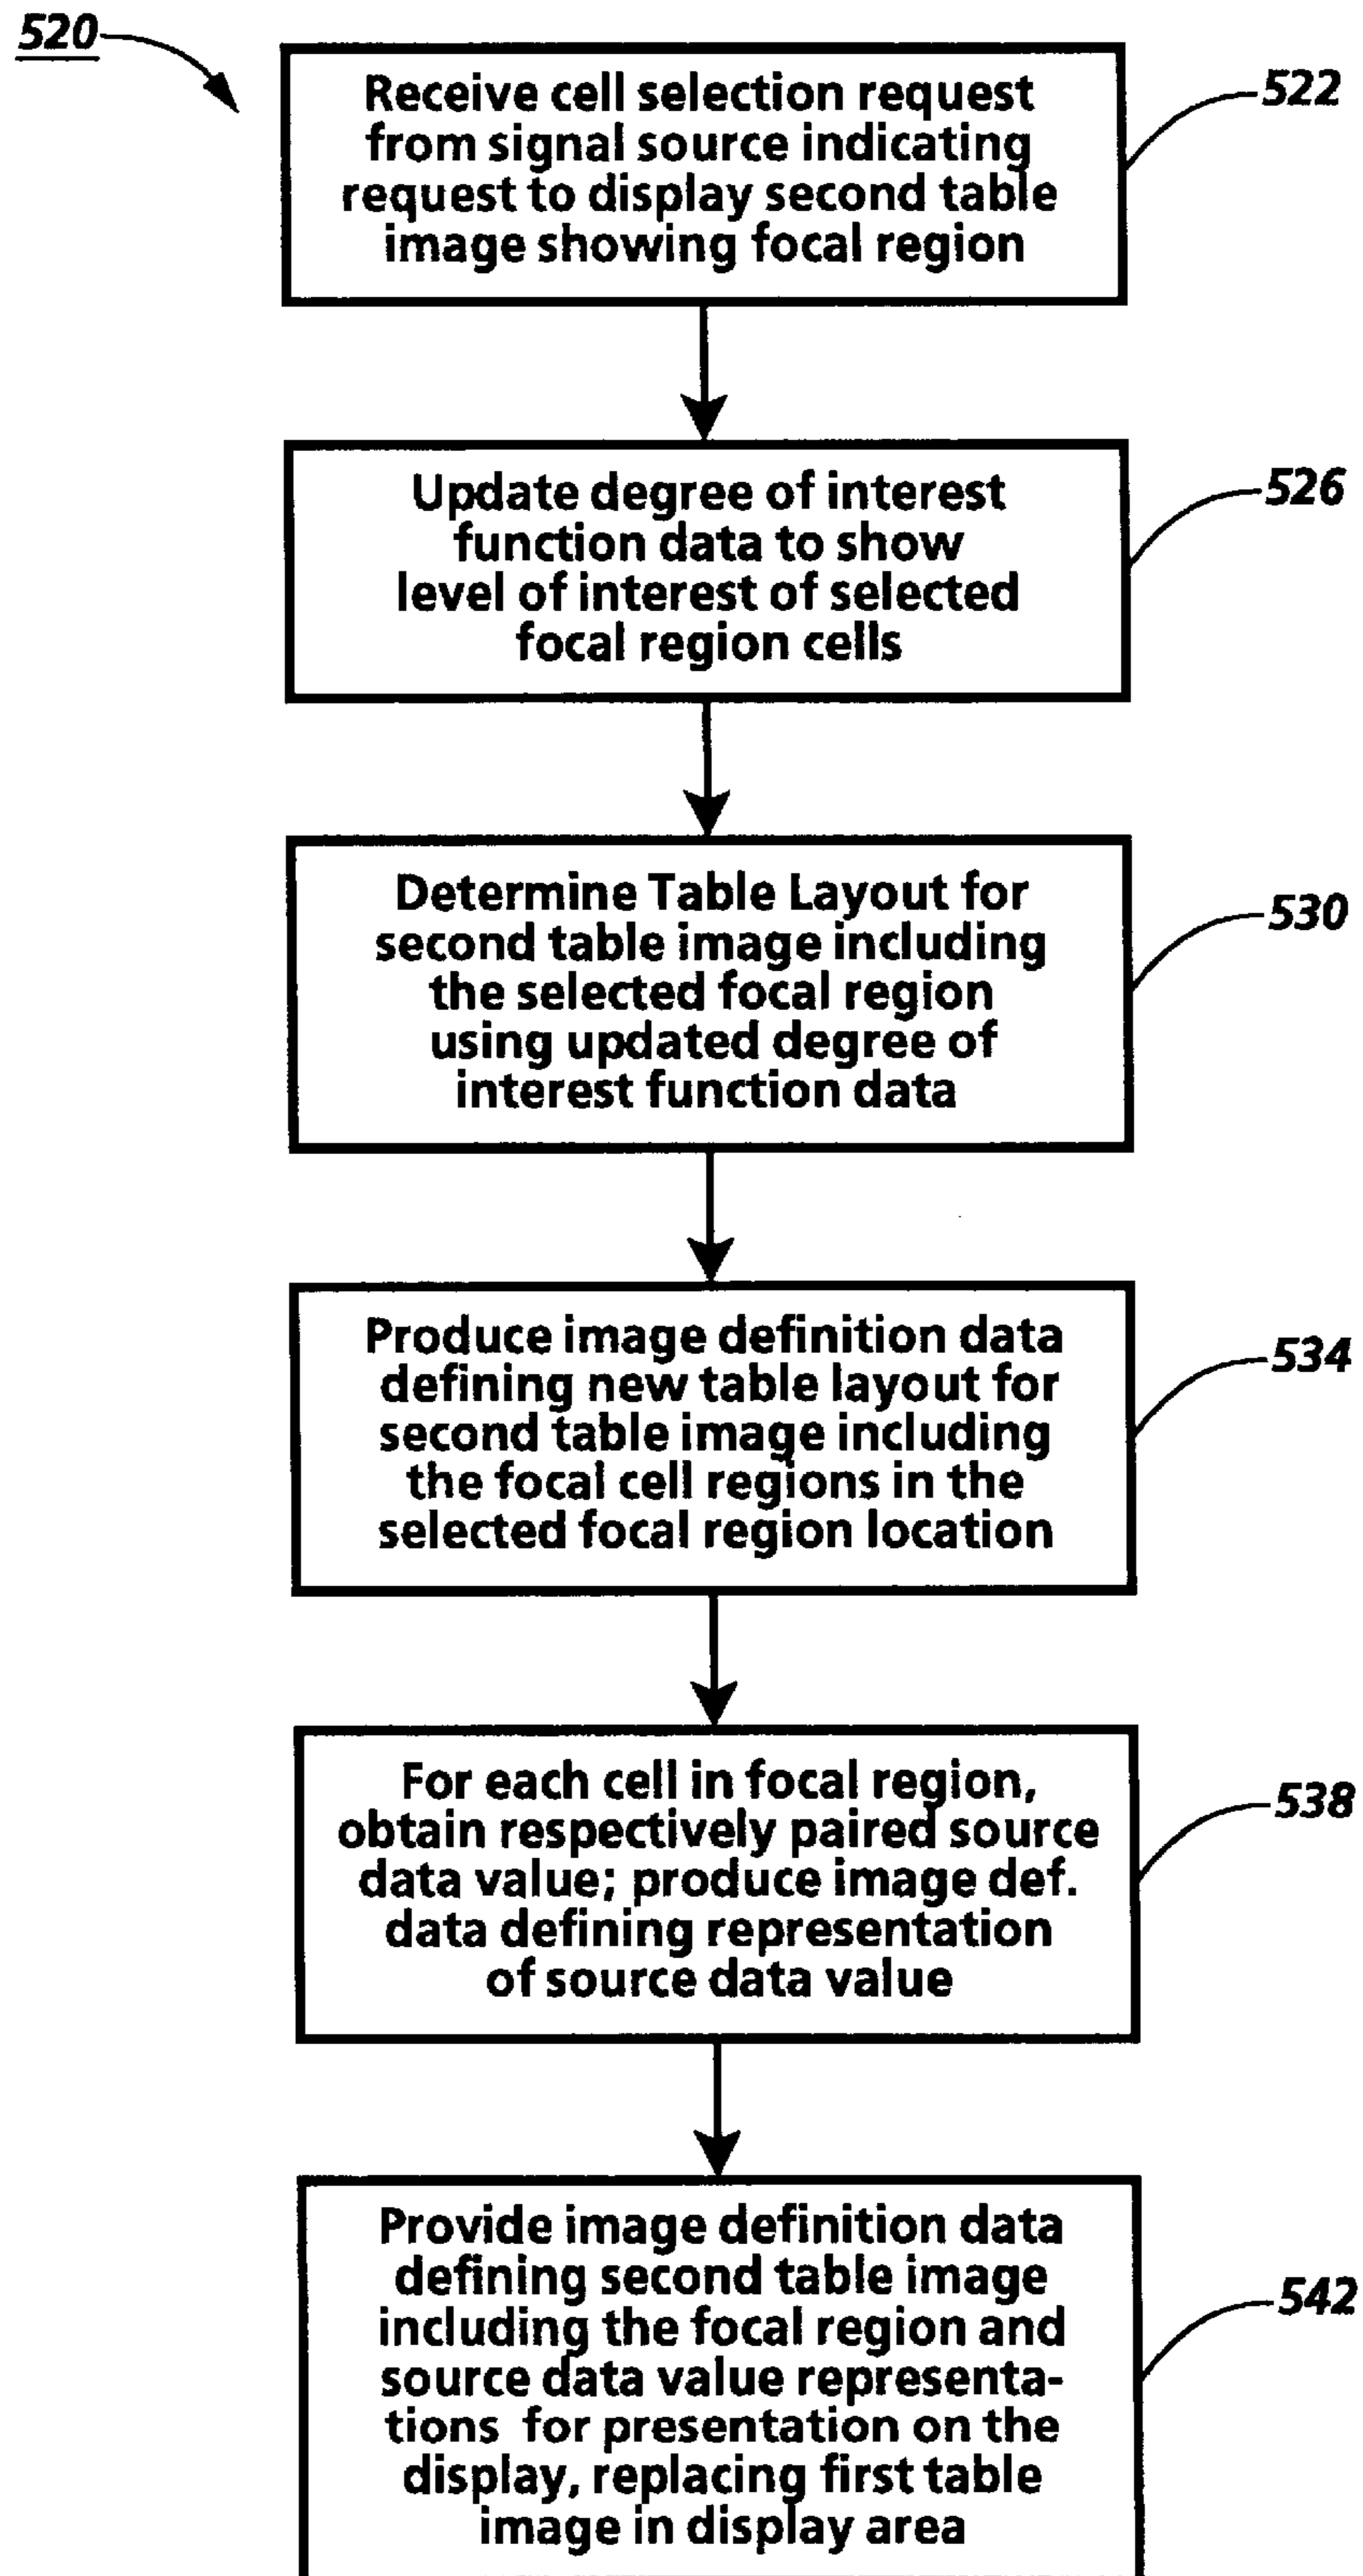 520
Receive cell selection request
from signal source indicating
request to display second table
image showing focal region
522
Update degree of interest
function data to show
level of interest of selected
focal region cells
526
Determine Table Layout for
second table image including
the selected focal region
using updated degree of
interest function data
530
Produce image definition data
defining new table layout for
second table image including
the focal cell regions in the
selected focal region location
534
For each cell in focal region,
obtain respectively paired source
data value; produce image def.
data defining representation
of source data value
538
Provide image definition data
defining second table image
including the focal region and
source data value representa-
tions for presentation on the
display, replacing first table
image in display area
542